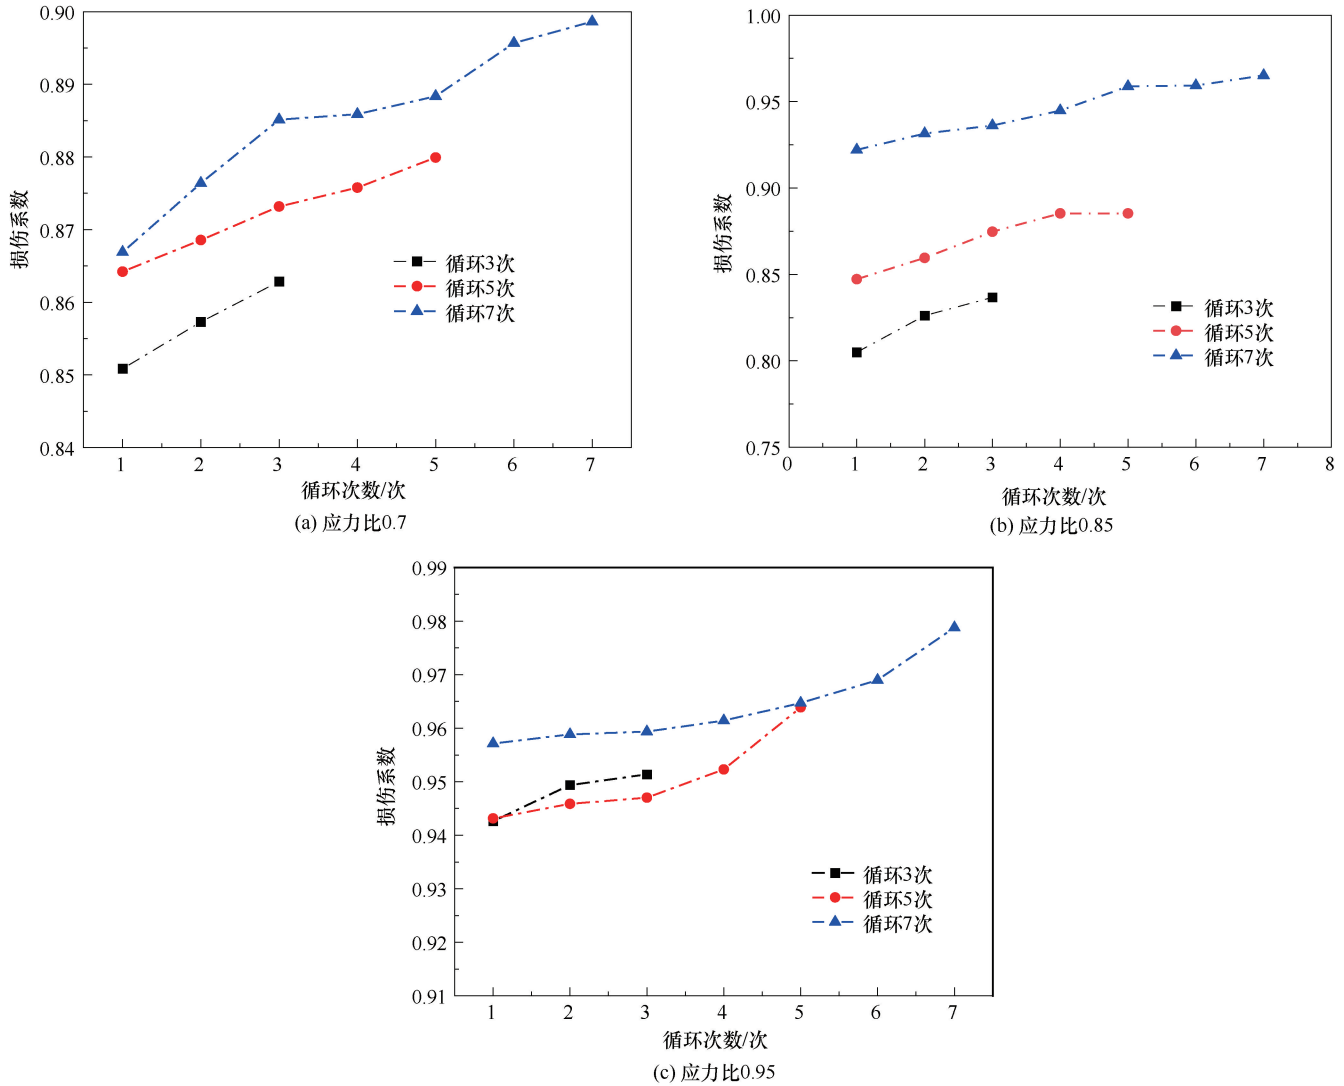 0.90
0.89
0.88
0.87
0.86
0.85
0.84
损伤系数
循环3次
循环5次
循环7次
1 2 3 4 5 6 7
循环次数/次
(a) 应力比0.7
1.00
0.95
0.90
0.85
0.80
0.75
损伤系数
循环3次
循环5次
循环7次
0 1 2 3 4 5 6 7 8
循环次数/次
(b) 应力比0.85
0.99
0.98
0.97
0.96
0.95
0.94
0.93
0.92
0.91
损伤系数
循环3次
循环5次
循环7次
1 2 3 4 5 6 7
循环次数/次
(c) 应力比0.95